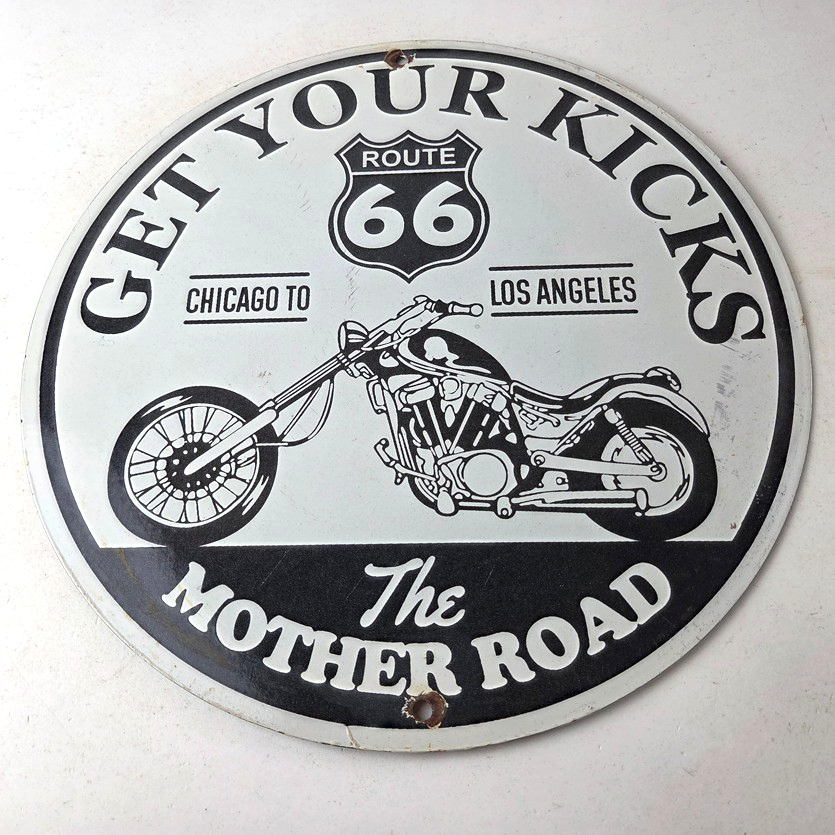 GET YOUR KICKS
ROUTE
66
CHICAGO TO
LOS ANGELES
The
MOTHER ROAD